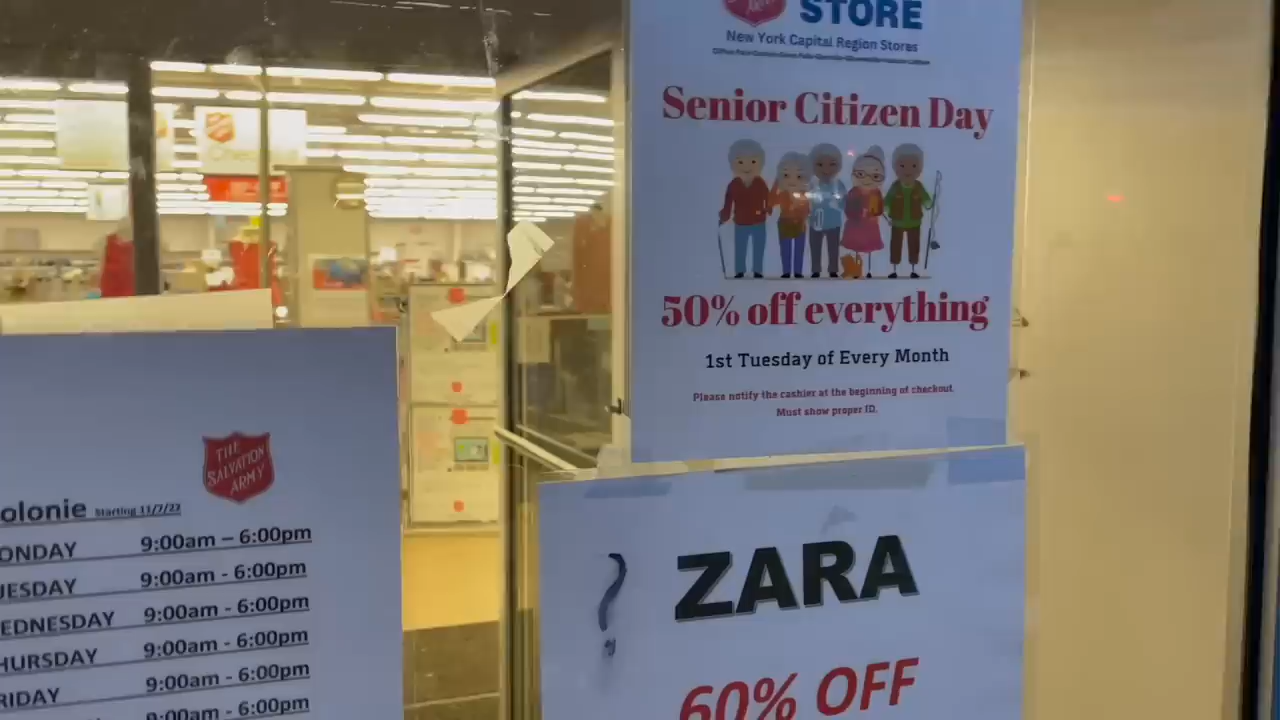 STORE
New York Capital Region Stores
Senior Citizen Day
50% off everything
1st Tuesday of Every Month
Please notify the cashier at the beginning of checkout.
Must show proper ID.
THE
SALVATION
ARMY
olonie Starting 11/7/22
ONDAY 9:00am – 6:00pm
UESDAY 9:00am - 6:00pm
EDNESDAY 9:00am - 6:00pm
HURSDAY 9:00am - 6:00pm
RIDAY 9:00am - 6:00pm
9:00am - 6:00pm
? ZARA
60% OFF